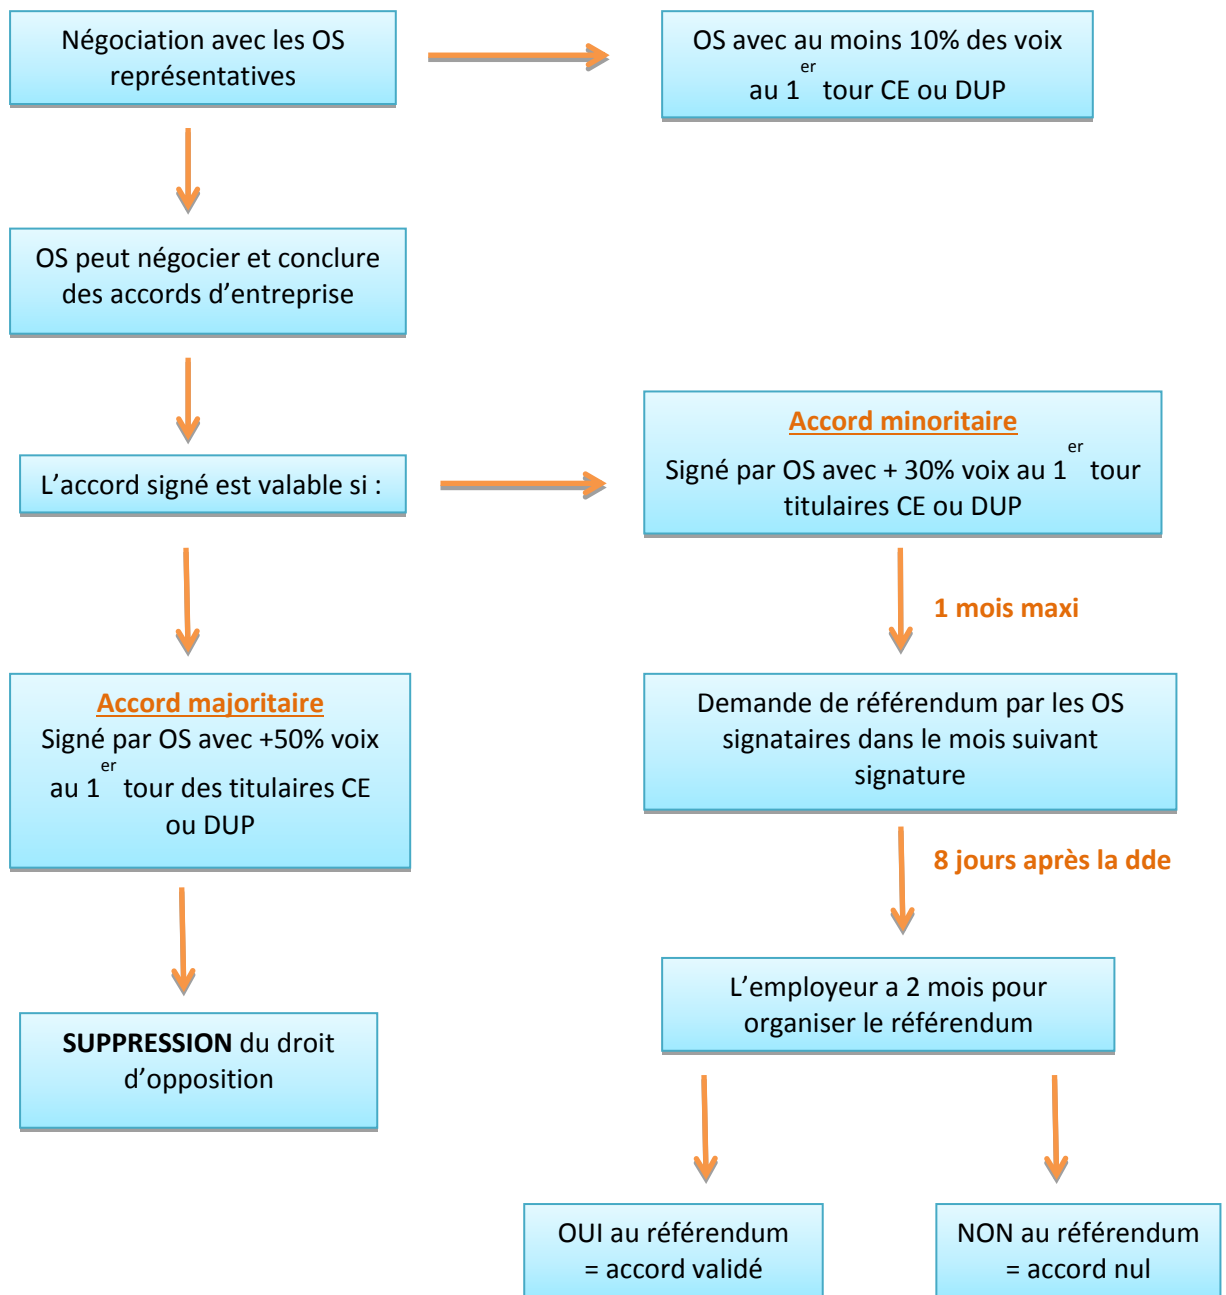 Négociation avec les OS
représentatives
OS avec au moins 10% des voix
au 1er tour CE ou DUP
OS peut négocier et conclure
des accords d’entreprise
L’accord signé est valable si :
Accord minoritaire
Signé par OS avec + 30% voix au 1er tour
titulaires CE ou DUP
1 mois maxi
Accord majoritaire
Signé par OS avec +50% voix
au 1er tour des titulaires CE
ou DUP
Demande de référendum par les OS
signataires dans le mois suivant
signature
8 jours après la dde
SUPPRESSION du droit
d’opposition
L’employeur a 2 mois pour
organiser le référendum
OUI au référendum
= accord validé
NON au référendum
= accord nul